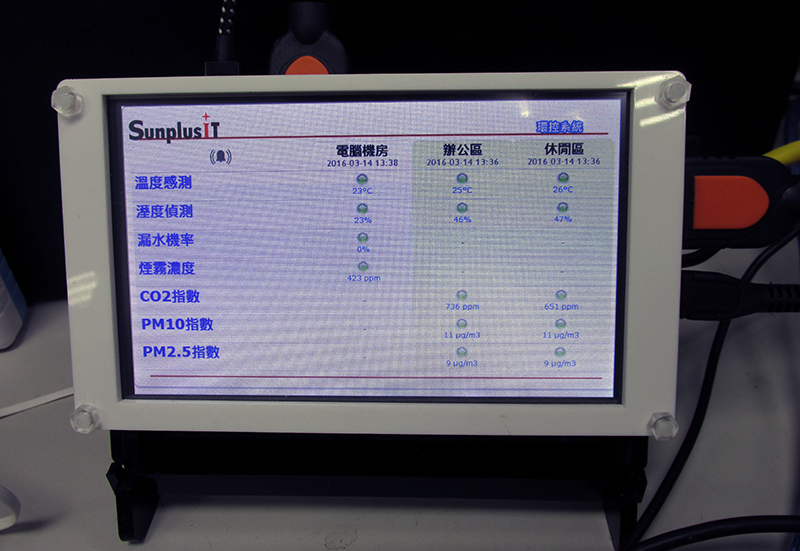 SunplusIT
環控系統
電腦機房 辦公區 休閒區
2016-03-14 13:38 2016-03-14 13:36 2016-03-14 13:36
溫度感測 23°C 25°C 26°C
溼度偵測 23% 46% 47%
漏水機率 0% - -
煙霧濃度 423 ppm - -
CO2指數 - 736 ppm 651 ppm
PM10指數 - 11 μg/m3 11 μg/m3
PM2.5指數 - 9 μg/m3 9 μg/m3